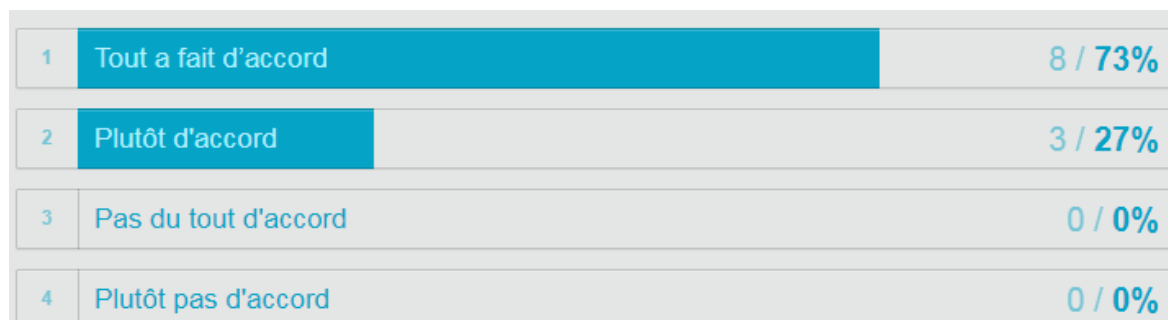 1 Tout a fait d’accord 8 / 73%
2 Plutôt d'accord 3 / 27%
3 Pas du tout d'accord 0 / 0%
4 Plutôt pas d'accord 0 / 0%